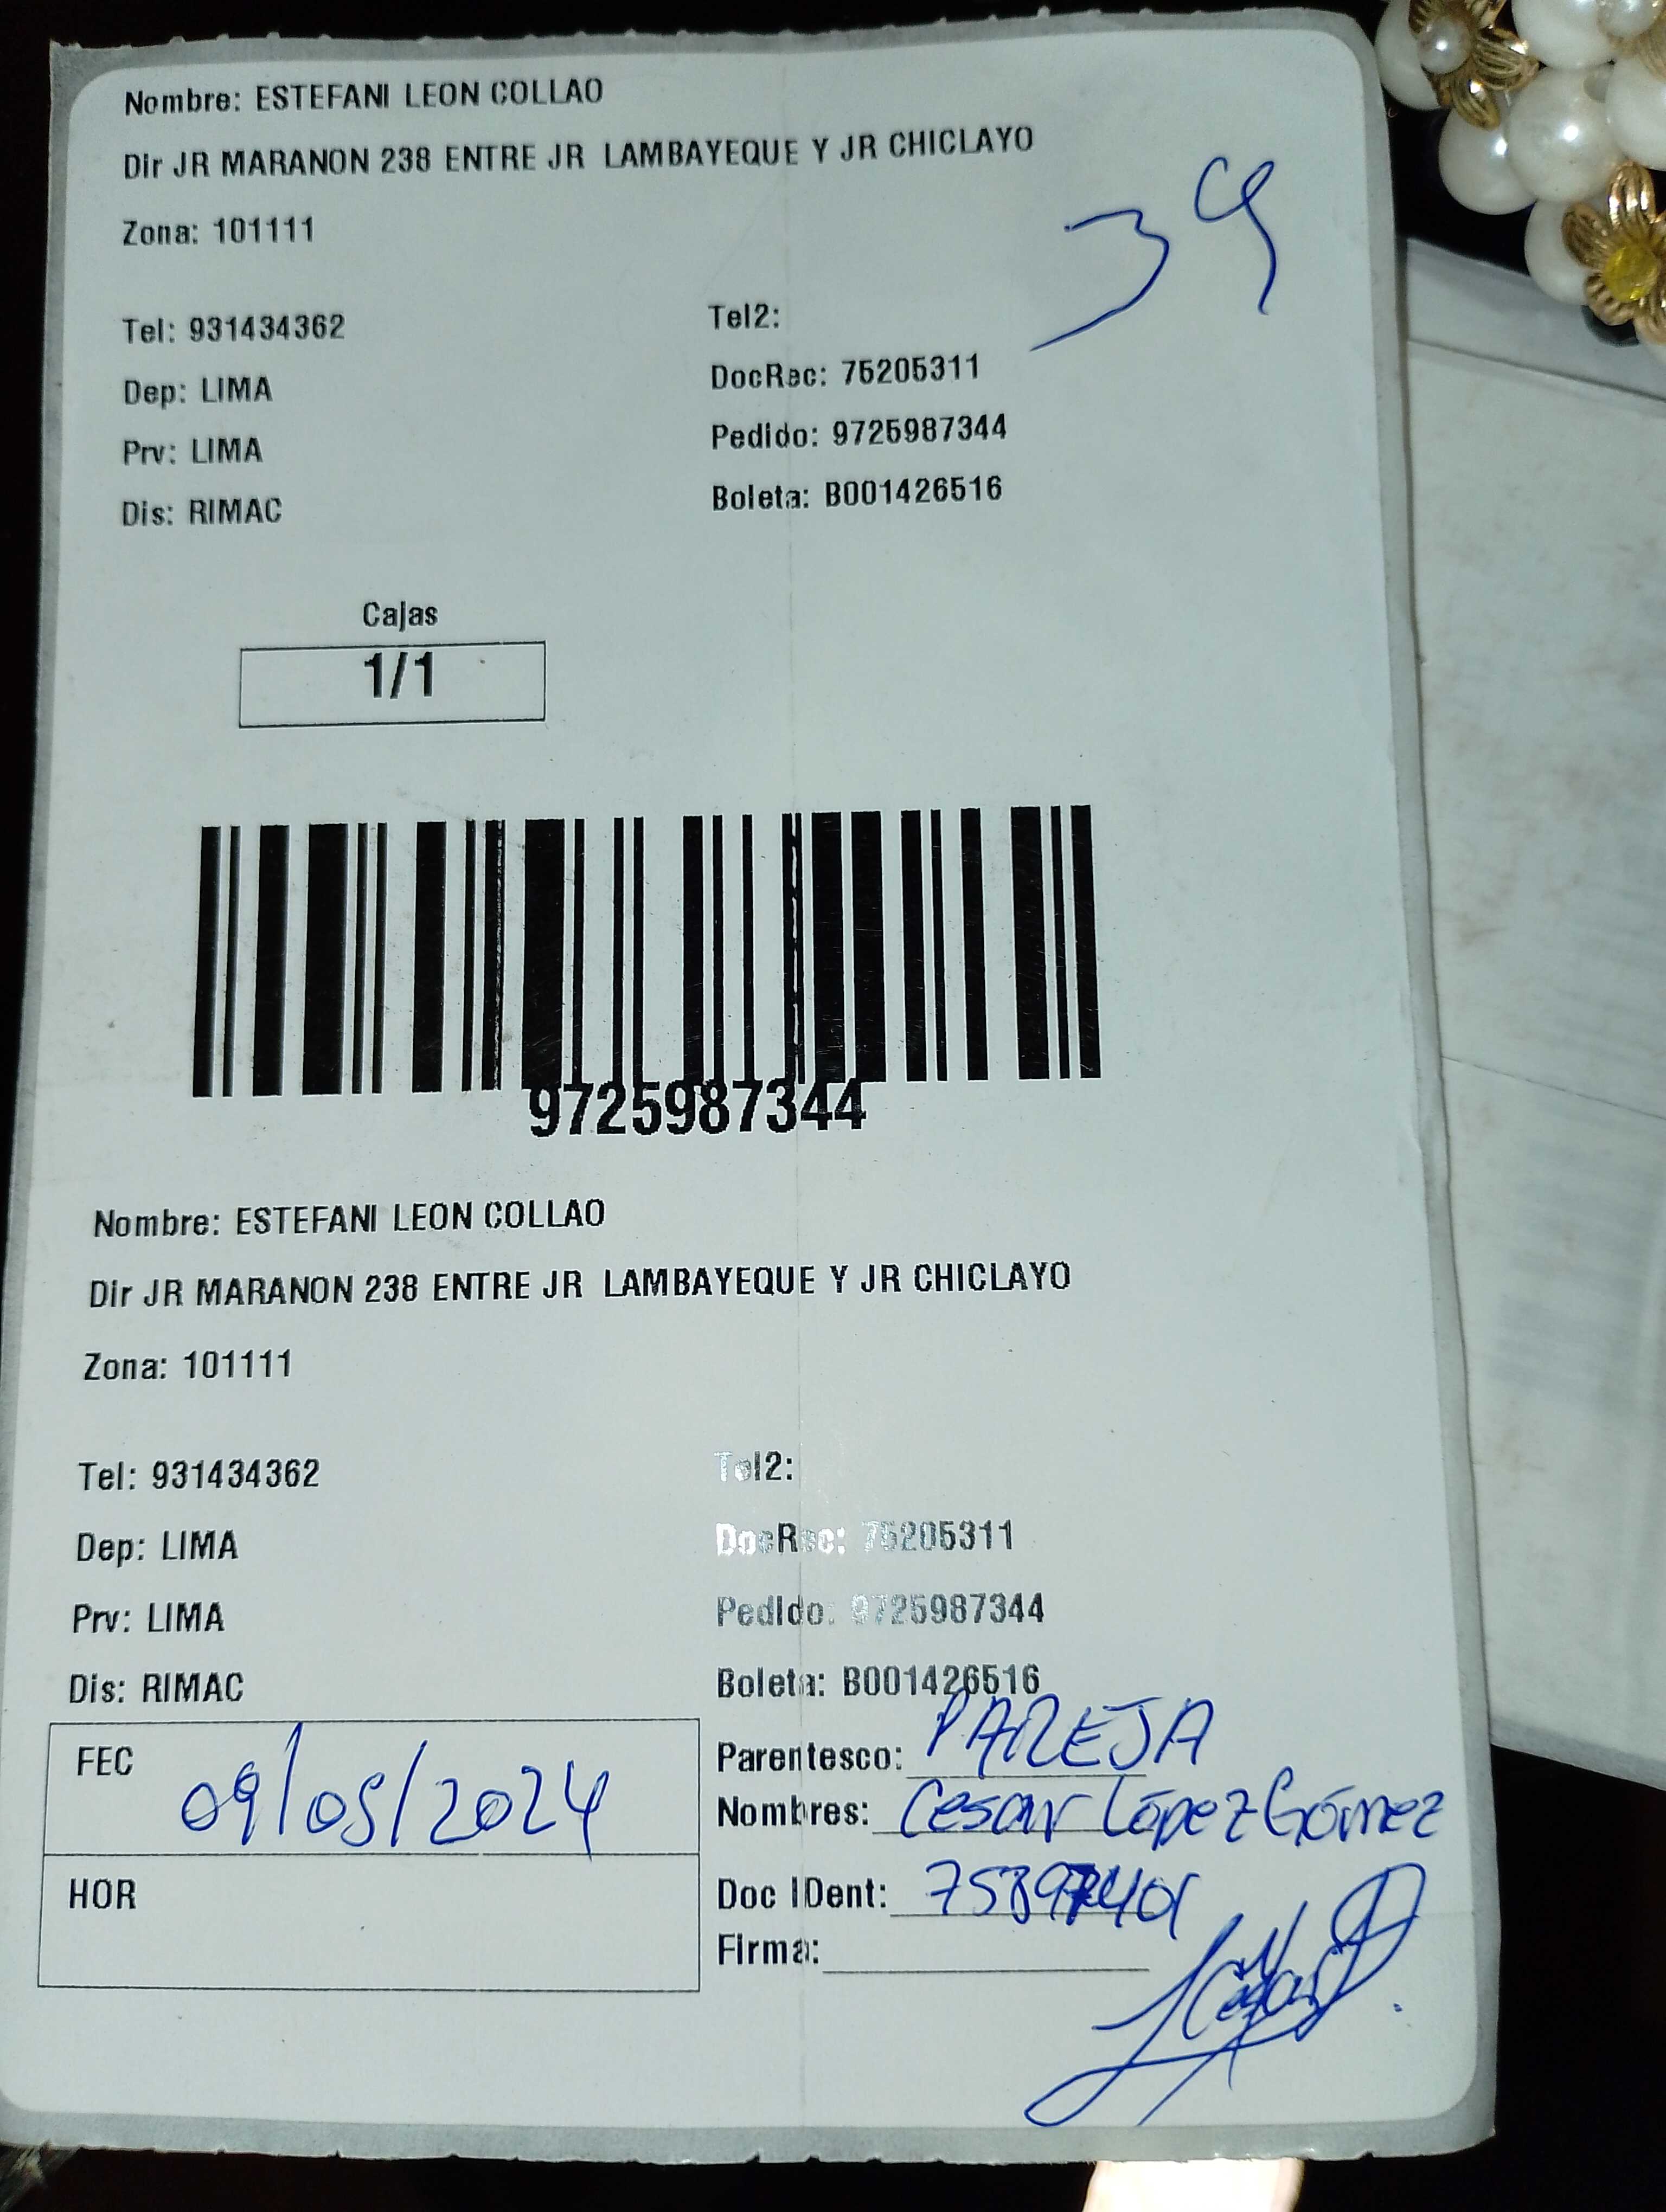 Nombre: ESTEFANI LEON COLLAO
Dir JR MARANON 238 ENTRE JR LAMBAYEQUE Y JR CHICLAYO
39
Zona: 101111
Tel: 931434362
Tel2:
Dep: LIMA
DocRec: 75205311
Prv: LIMA
Pedido: 9725987344
Dis: RIMAC
Boleta: B001426516
Cajas
1/1
9725987344
Nombre: ESTEFANI LEON COLLAO
Dir JR MARANON 238 ENTRE JR LAMBAYEQUE Y JR CHICLAYO
Zona: 101111
Tel: 931434362
Tel2:
Dep: LIMA
DocRec: 75205311
Prv: LIMA
Pedido: 9725987344
Dis: RIMAC
Boleta: B001426516
FEC 09/05/2024
Parentesco: PAREJA
Nombres: Cesar López Gómez
HOR
Doc IDent:
Firma: